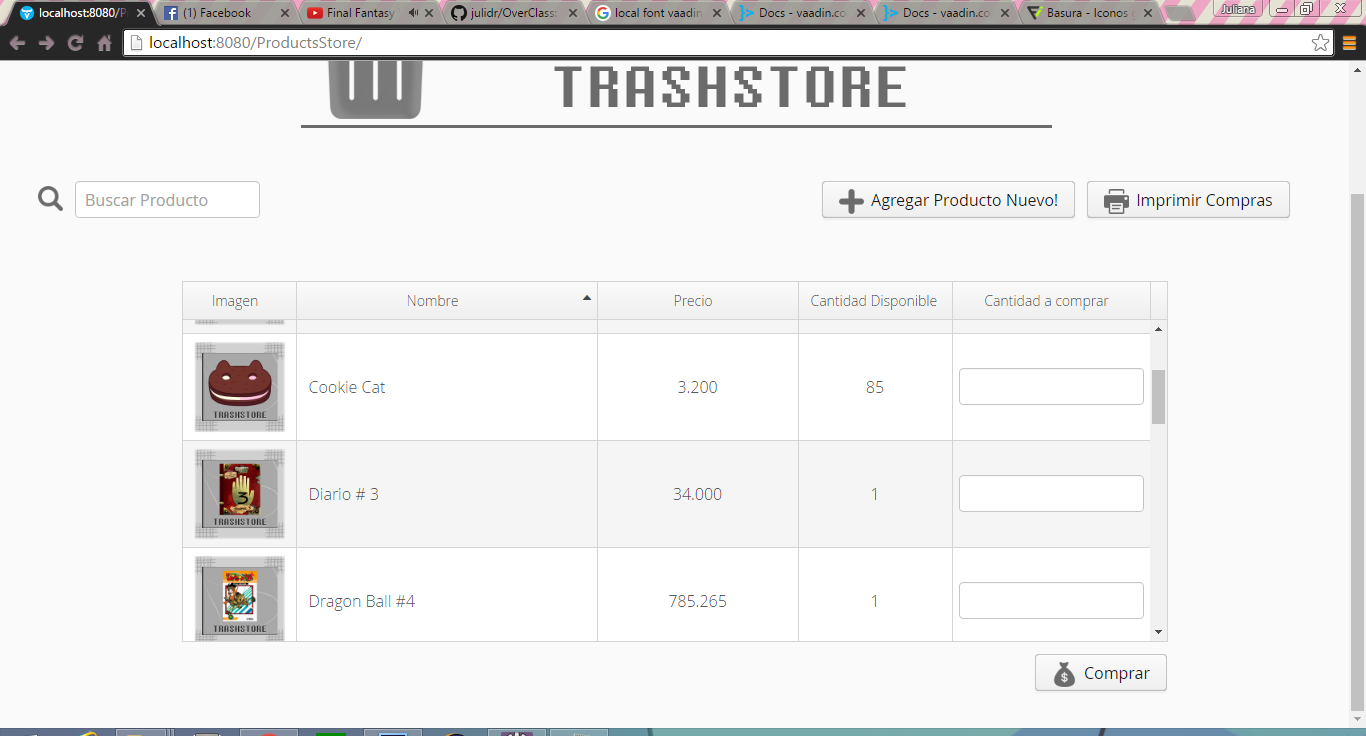 localhost:8080/P
(1) Facebook
Final Fantasy
julidr/OverClass
local font vaadin
Docs - vaadin.co
Docs - vaadin.co
Basura - Iconos
Juliana
localhost:8080/ProductsStore/
TRASHSTORE
Buscar Producto
Agregar Producto Nuevo!
Imprimir Compras
Imagen
Nombre
Precio
Cantidad Disponible
Cantidad a comprar
TRASHSTORE
Cookie Cat
3.200
85
3
TRASHSTORE
Diario # 3
34.000
1
TRASHSTORE
Dragon Ball #4
785.265
1
$
Comprar